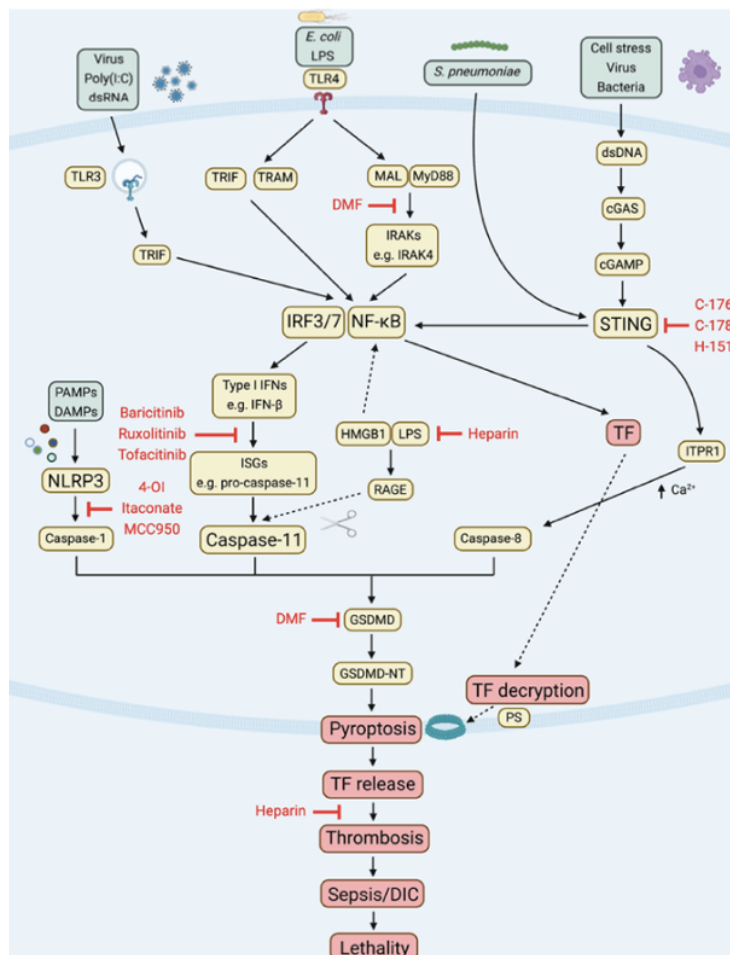 Virus
Poly(I:C)
dsRNA
E. coli
LPS
TLR4
S. pneumoniae
Cell stress
Virus
Bacteria
TLR3
TRIF
TRIF
TRAM
MAL
MyD88
DMF
IRAKs
e.g. IRAK4
dsDNA
cGAS
cGAMP
IRF3/7
NF-κB
STING
C-176
C-178
H-151
PAMPs
DAMPs
Type I IFNs
e.g. IFN-β
Baricitinib
Ruxolitinib
Tofacitinib
HMGB1
LPS
Heparin
TF
ITPR1
NLRP3
ISGs
e.g. pro-caspase-11
RAGE
Ca²⁺
4-OI
Itaconate
MCC950
Caspase-1
Caspase-11
Caspase-8
DMF
GSDMD
GSDMD-NT
TF decryption
PS
Pyroptosis
TF release
Heparin
Thrombosis
Sepsis/DIC
Lethality